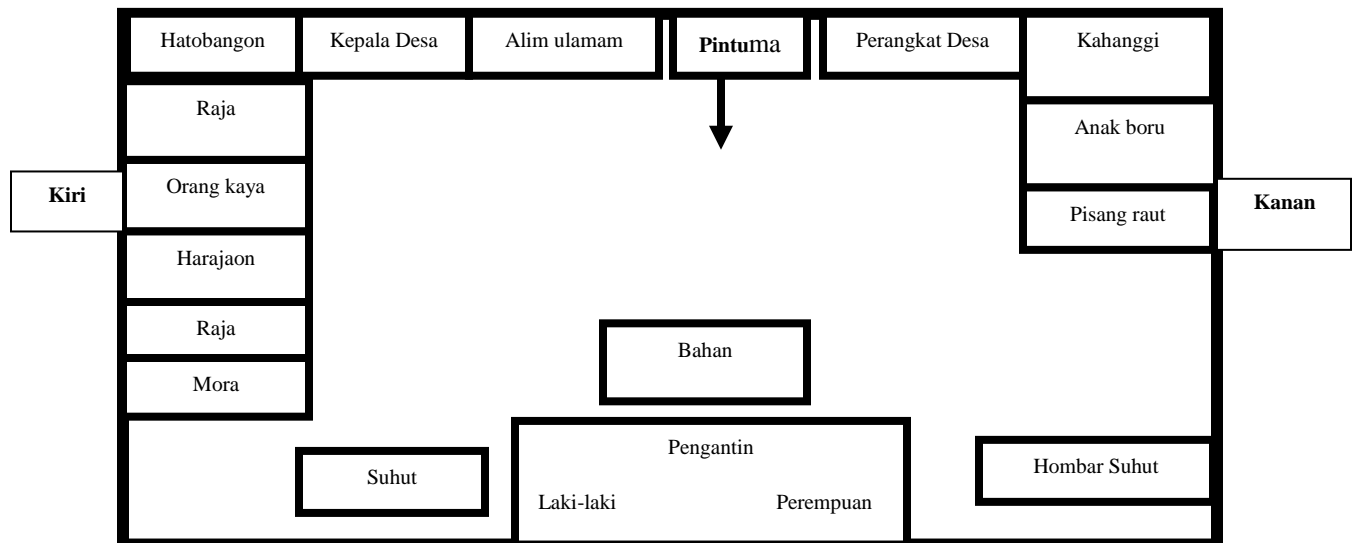 Hatobangon
Kepala Desa
Alim ulamam
Pintuma
Perangkat Desa
Kahanggi
Raja
Anak boru
Kiri
Orang kaya
Pisang raut
Kanan
Harajaon
Raja
Bahan
Mora
Pengantin
Suhut
Hombar Suhut
Laki-laki
Perempuan